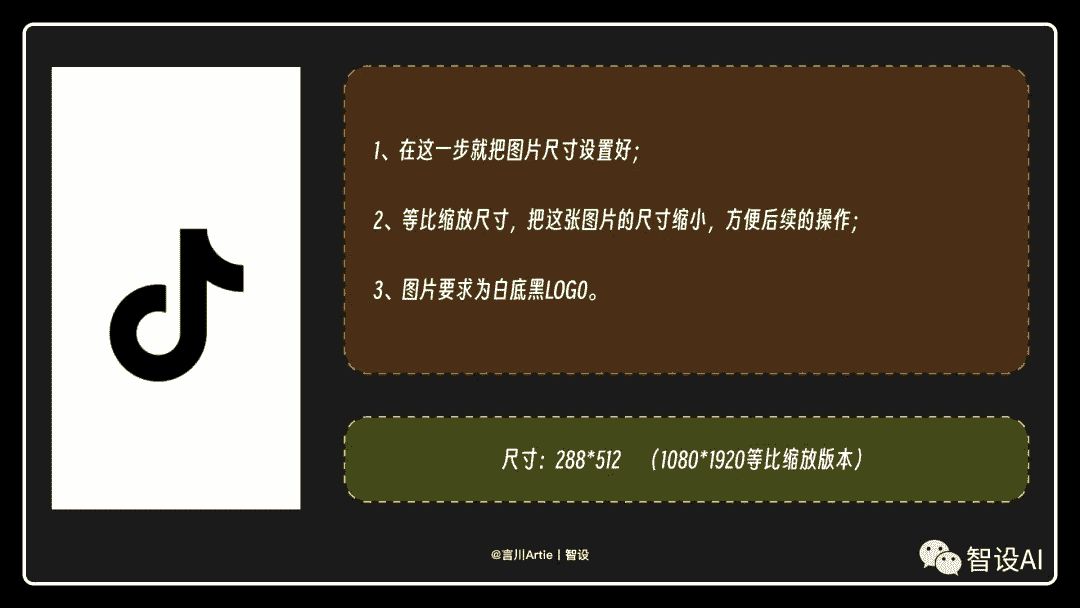 1、在这一步就把图片尺寸设置好；
2、等比缩放尺寸，把这张图片的尺寸缩小，方便后续的操作；
3、图片要求为白底黑LOGO。
尺寸：288*512 （1080*1920等比缩放版本）
@言川Artie | 智设
智设AI